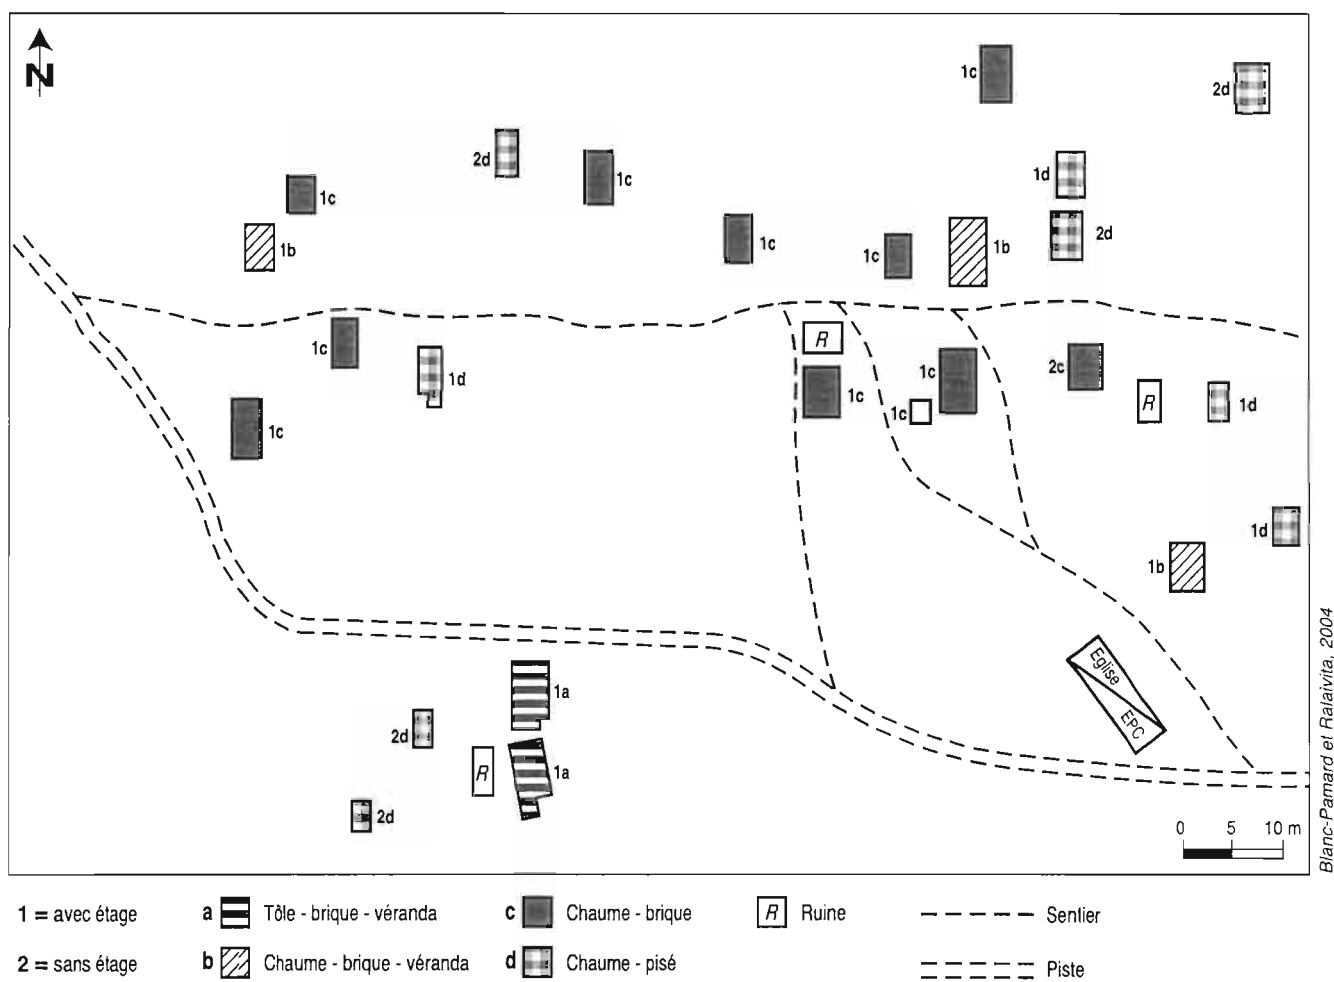 N
1c
2d
2d
1c
1d
1c
1b
1c
1c
1b
2d
1c
R
1c
1d
1c
2c
1c
1c
R
1d
1c
1d
1b
Eglise
EPC
1a
2d
R
1a
2d
0 5 10 m
Blanc-Pamard et Ralaivita, 2004
1 = avec étage a Tôle - brique - véranda c Chaume - brique R Ruine Sentier
2 = sans étage b Chaume - brique - véranda d Chaume - pisé Piste